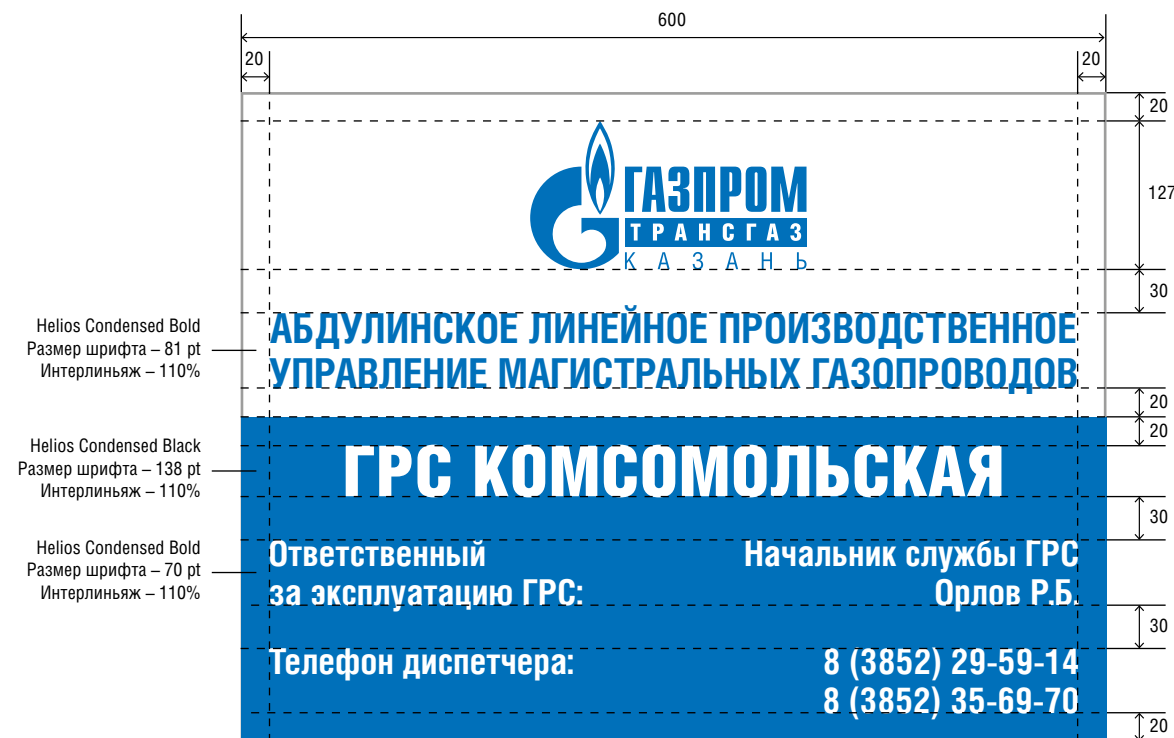 600
20
20
20
ГАЗПРОМ
127
ТРАНСГАЗ
КАЗАНЬ
30
Helios Condensed Bold
Размер шрифта – 81 pt
Интерлиньяж – 110%
АБДУЛИНСКОЕ ЛИНЕЙНОЕ ПРОИЗВОДСТВЕННОЕ
УПРАВЛЕНИЕ МАГИСТРАЛЬНЫХ ГАЗОПРОВОДОВ
20
20
Helios Condensed Black
Размер шрифта – 138 pt
Интерлиньяж – 110%
ГРС КОМСОМОЛЬСКАЯ
30
Helios Condensed Bold
Размер шрифта – 70 pt
Интерлиньяж – 110%
Ответственный
за эксплуатацию ГРС:
Начальник службы ГРС
Орлов Р.Б.
30
Телефон диспетчера:
8 (3852) 29-59-14
8 (3852) 35-69-70
20